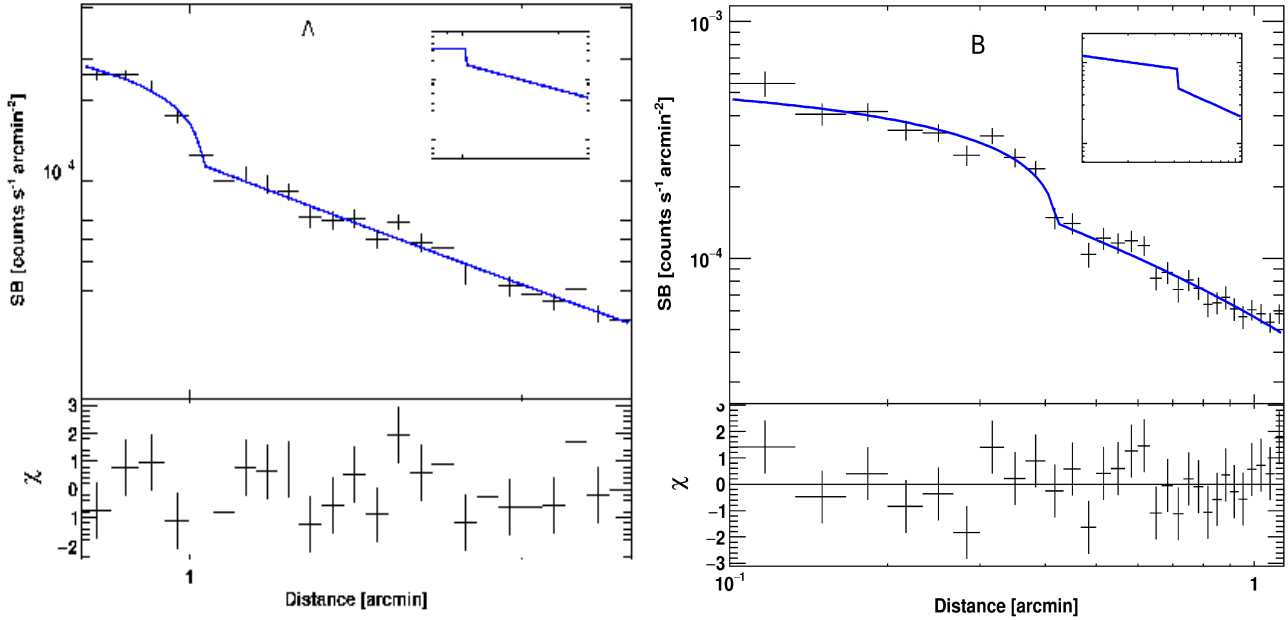 Λ
SB [counts s⁻¹ arcmin⁻²]
10⁻⁴
χ
3
2
1
0
1
−2
1
Distance [arcmin]
B
SB [counts s⁻¹ arcmin⁻²]
10⁻³
10⁻⁴
χ
3
2
1
0
−1
−2
−3
10⁻¹
1
Distance [arcmin]